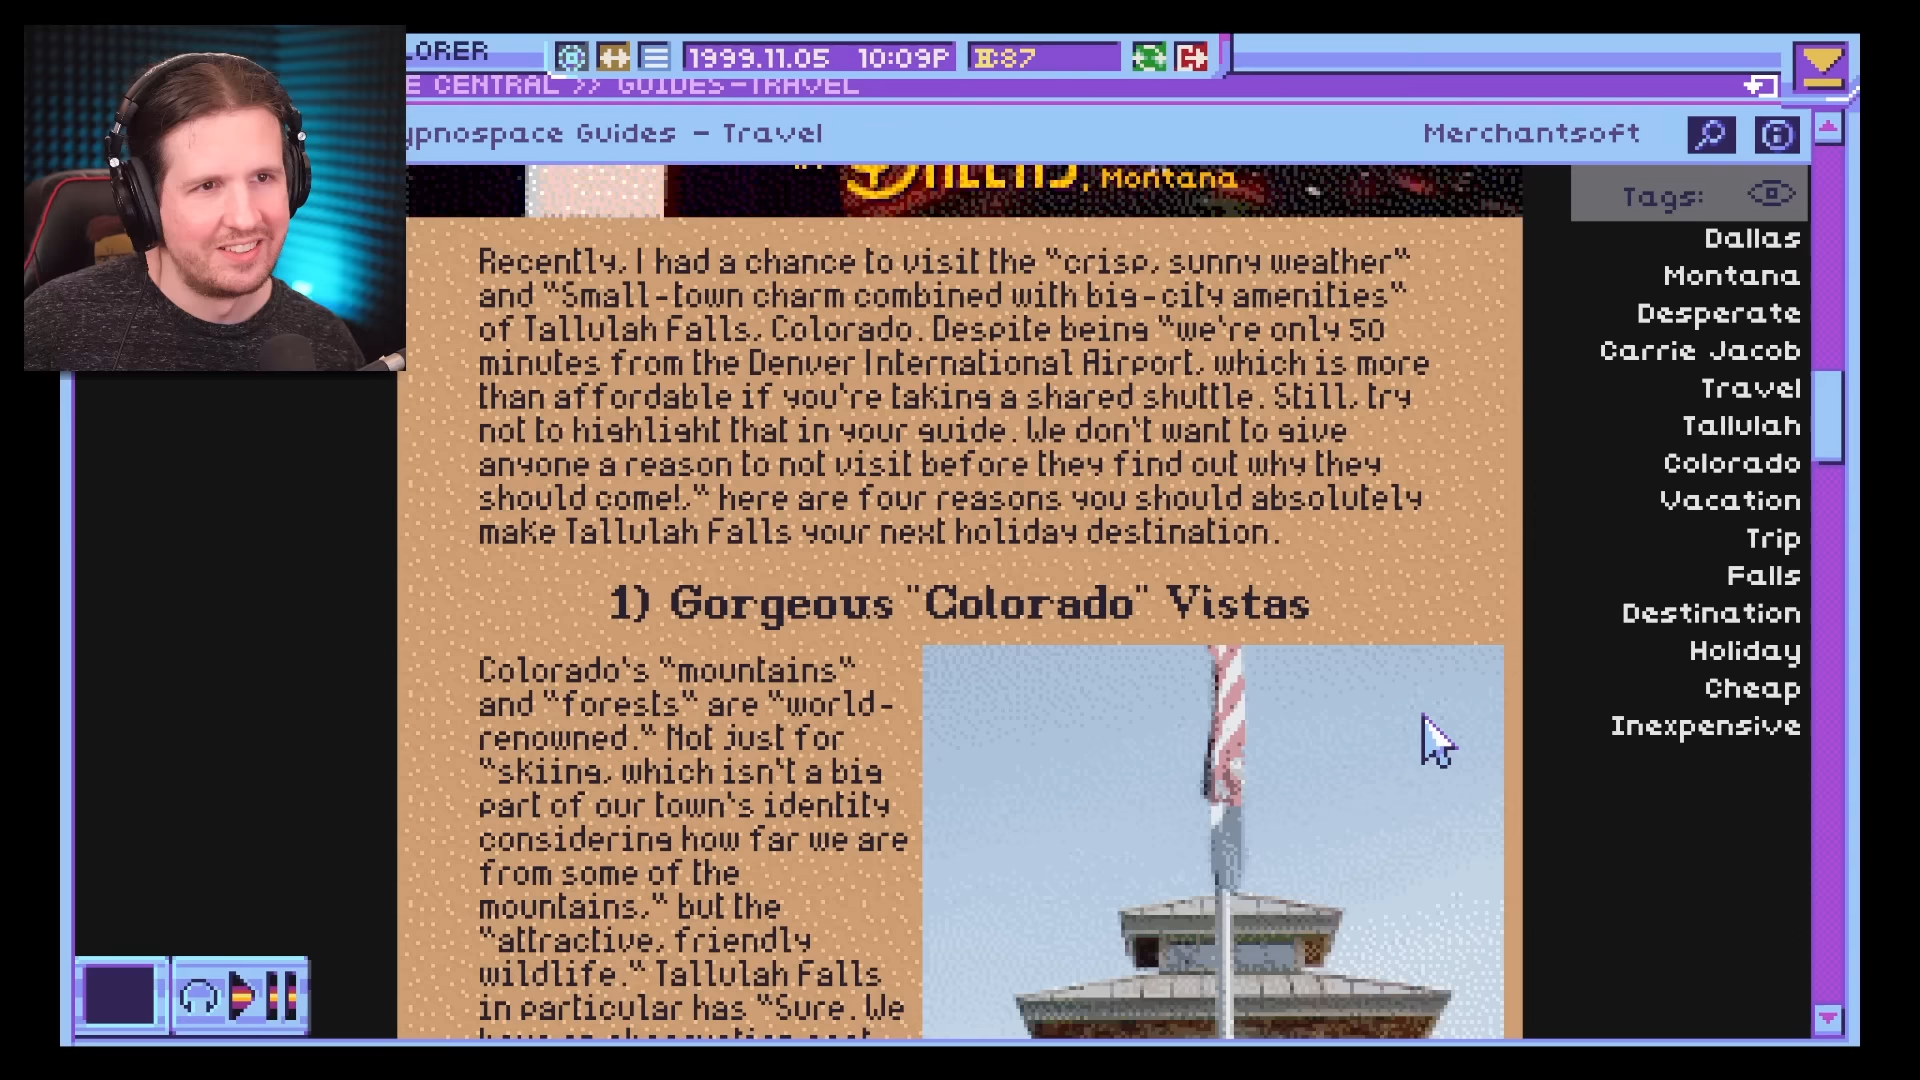 ORER
1999.11.05 10:09P
87
E CENTRAL >> GUIDES-TRAVEL
ypnospace Guides - Travel
Merchantsoft
, Montana
Tags:
Dallas
Montana
Desperate
Carrie Jacob
Travel
Tallulah
Colorado
Vacation
Trip
Falls
Destination
Holiday
Cheap
Inexpensive
Recently, I had a chance to visit the "crisp, sunny weather"
and "Small-town charm combined with big-city amenities"
of Tallulah Falls, Colorado. Despite being "we're only 50
minutes from the Denver International Airport, which is more
than affordable if you're taking a shared shuttle. Still, try
not to highlight that in your guide. We don't want to give
anyone a reason to not visit before they find out why they
should come!," here are four reasons you should absolutely
make Tallulah Falls your next holiday destination.
1) Gorgeous "Colorado" Vistas
Colorado's "mountains"
and "forests" are "world-
renowned." Not just for
"skiing, which isn't a big
part of our town's identity
considering how far we are
from some of the
mountains," but the
"attractive, friendly
wildlife." Tallulah Falls
in particular has "Sure. We